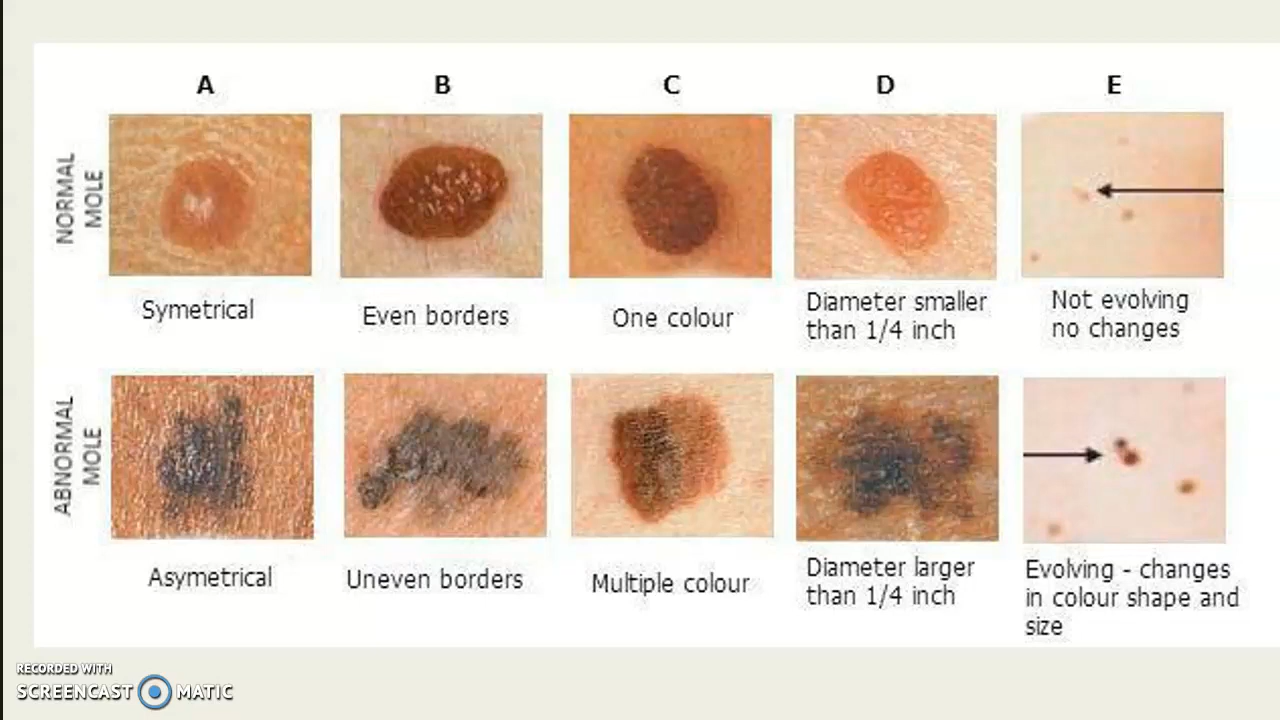 A
B
C
D
E
NORMAL
MOLE
Symetrical
Even borders
One colour
Diameter smaller
than 1/4 inch
Not evolving
no changes
ABNORMAL
MOLE
Asymetrical
Uneven borders
Multiple colour
Diameter larger
than 1/4 inch
Evolving - changes
in colour shape and
size
RECORDED WITH
SCREENCAST MATIC